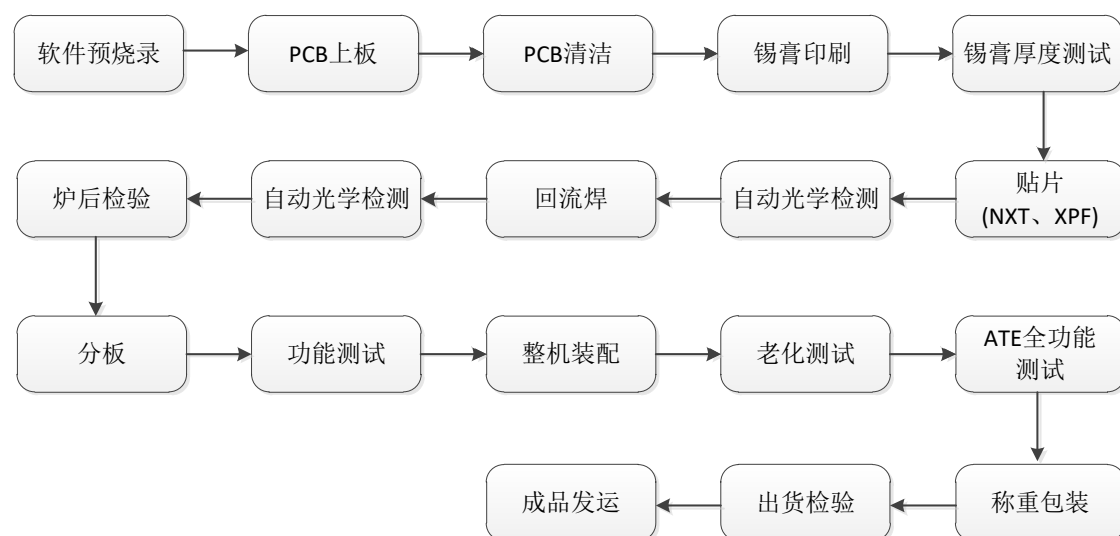 软件预烧录
PCB上板
PCB清洁
锡膏印刷
锡膏厚度测试
贴片
(NXT、XPF)
自动光学检测
回流焊
自动光学检测
炉后检验
分板
功能测试
整机装配
老化测试
ATE全功能
测试
称重包装
出货检验
成品发运